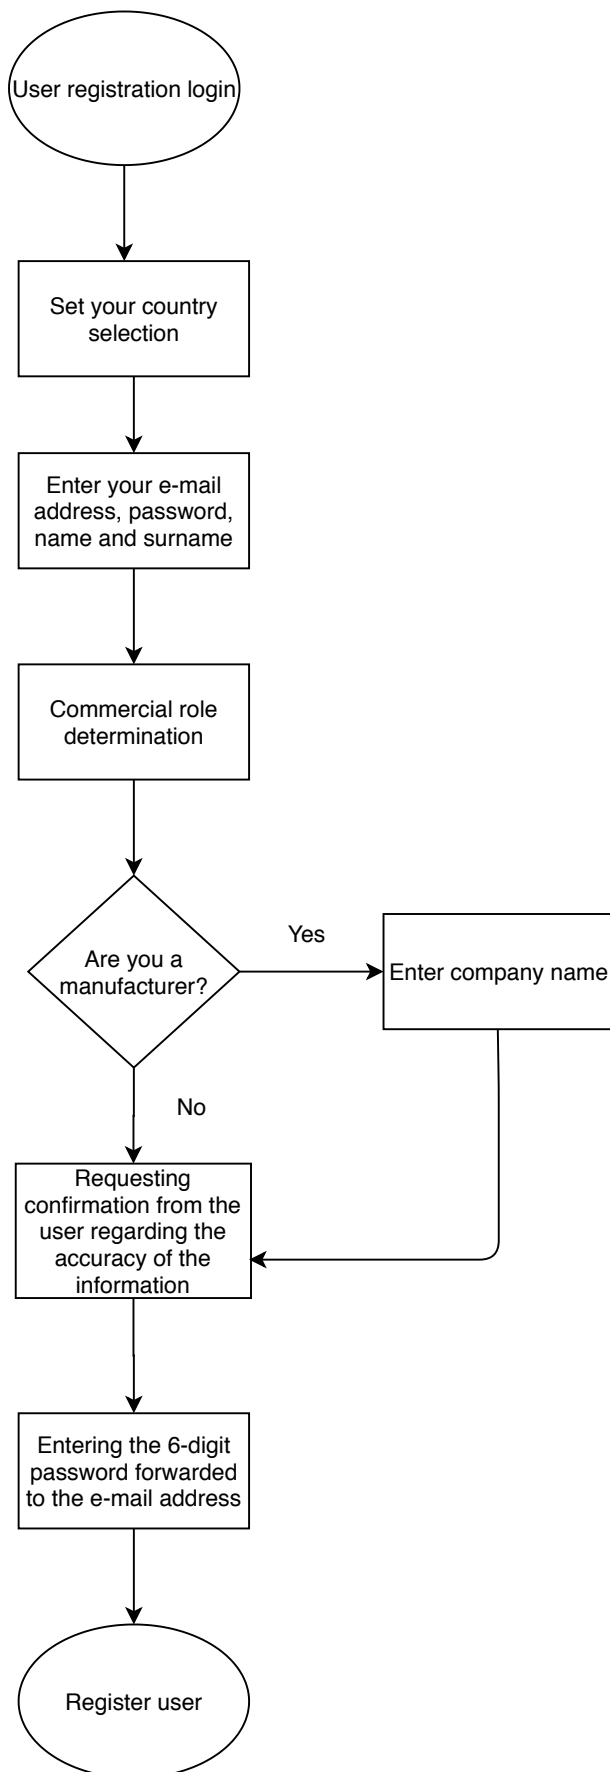 User registration login
Set your country
selection
Enter your e-mail
address, password,
name and surname
Commercial role
determination
Are you a
manufacturer?
Yes
Enter company name
No
Requesting
confirmation from the
user regarding the
accuracy of the
information
Entering the 6-digit
password forwarded
to the e-mail address
Register user